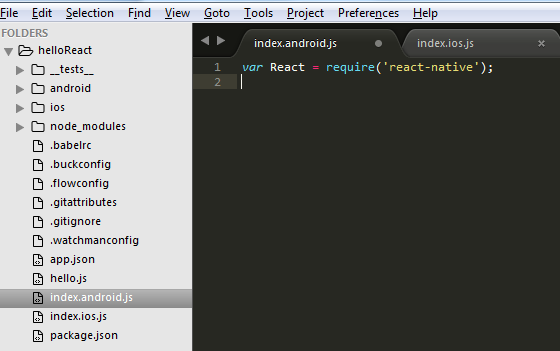 File Edit Selection Find View Goto Tools Project Preferences Help
FOLDERS
helloReact
__tests__
android
ios
node_modules
.babelrc
.buckconfig
.flowconfig
.gitattributes
.gitignore
.watchmanconfig
app.json
hello.js
index.android.js
index.ios.js
package.json
index.android.js
index.ios.js
1 var React = require('react-native');
2